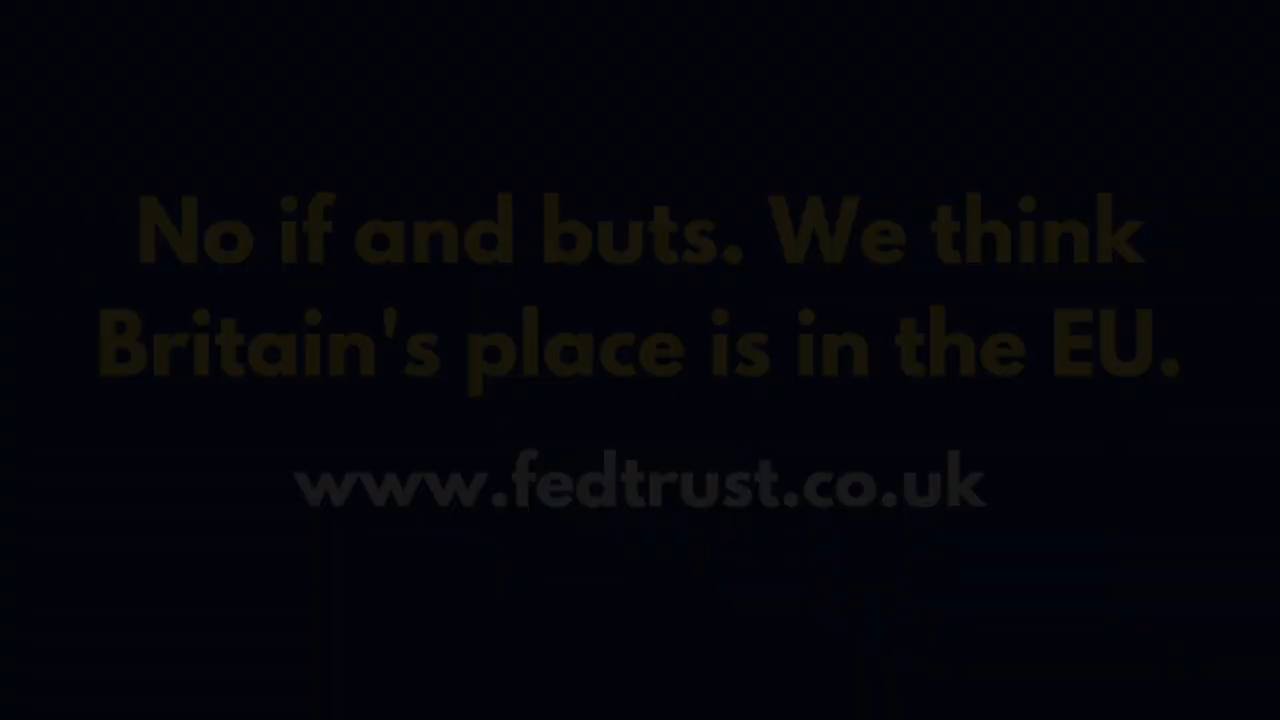 No if and buts. We think
Britain's place is in the EU.
www.fedtrust.co.uk